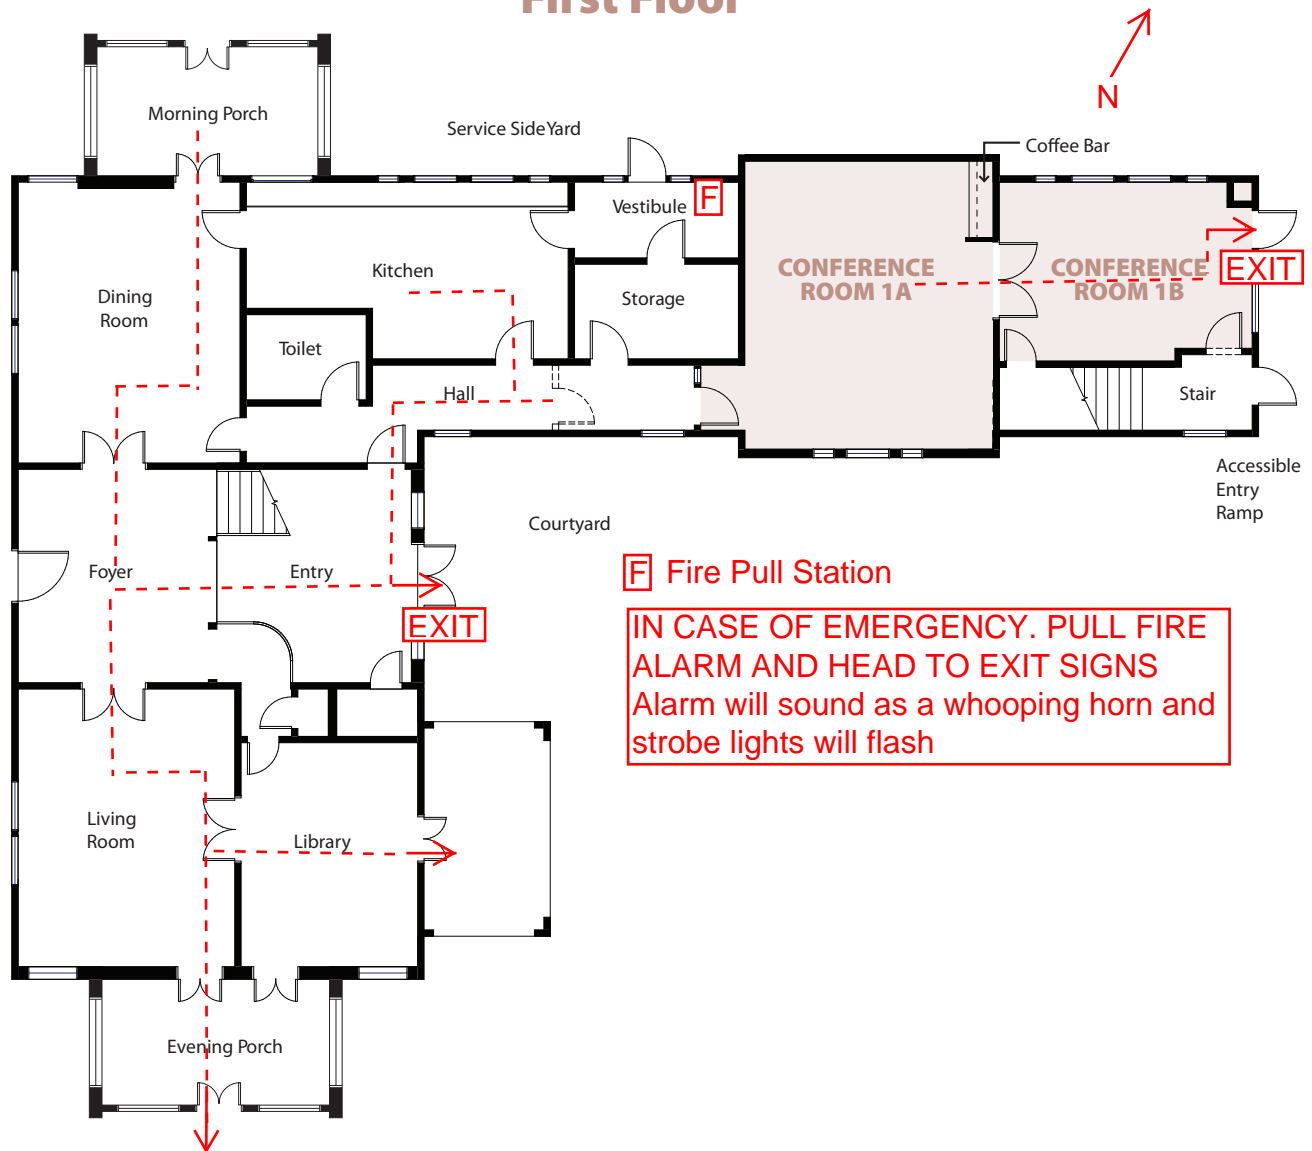 First Floor
N
Morning Porch
Service SideYard
Coffee Bar
Vestibule
F
Kitchen
CONFERENCE
ROOM 1A
CONFERENCE
ROOM 1B
EXIT
Dining
Room
Storage
Toilet
Hall
Stair
Accessible
Entry
Ramp
Courtyard
Foyer
Entry
F Fire Pull Station
EXIT
IN CASE OF EMERGENCY. PULL FIRE
ALARM AND HEAD TO EXIT SIGNS
Alarm will sound as a whooping horn and
strobe lights will flash
Living
Room
Library
Evening Porch